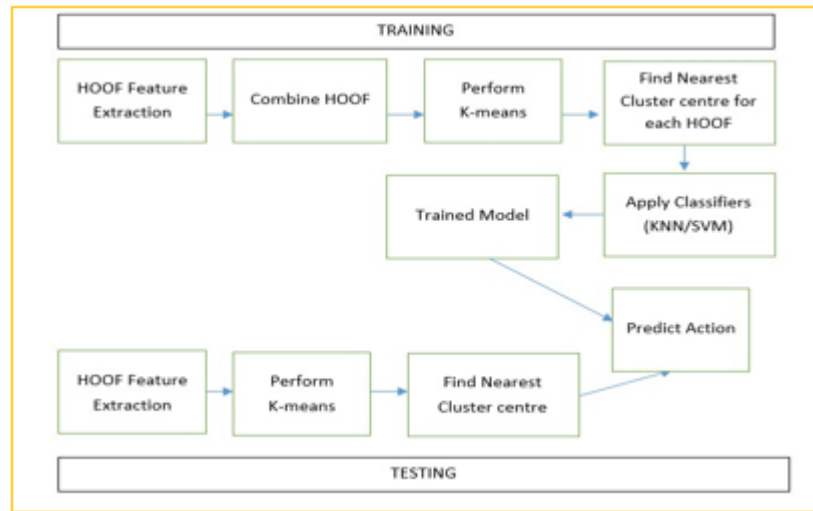 TRAINING
HOOF Feature
Extraction
Combine HOOF
Perform
K-means
Find Nearest
Cluster centre for
each HOOF
Trained Model
Apply Classifiers
(KNN/SVM)
Predict Action
HOOF Feature
Extraction
Perform
K-means
Find Nearest
Cluster centre
TESTING